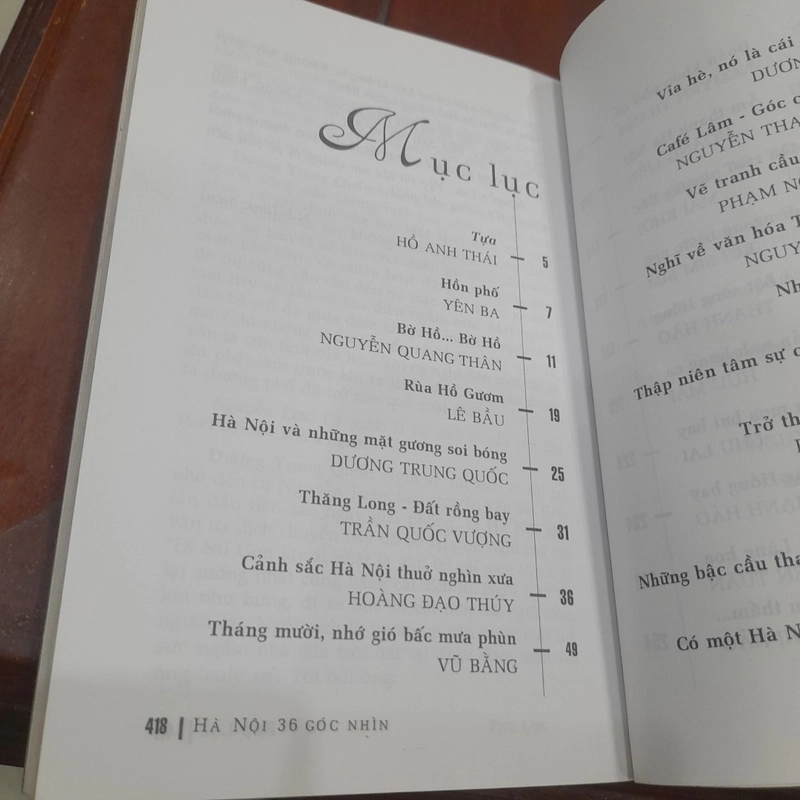 Mục lục
Tựa
HỒ ANH THÁI
5
Hồn phố
YÊN BA
7
Bờ Hồ... Bờ Hồ
NGUYỄN QUANG THÂN
11
Rùa Hồ Gươm
LÊ BẦU
19
Hà Nội và những mặt gương soi bóng
DƯƠNG TRUNG QUỐC
25
Thăng Long - Đất rồng bay
TRẦN QUỐC VƯỢNG
31
Cảnh sắc Hà Nội thuở nghìn xưa
HOÀNG ĐẠO THÚY
36
Tháng mười, nhớ gió bấc mưa phùn
VŨ BẰNG
49
418 | HÀ NỘI 36 GÓC NHÌN
Vỉa hè, nó là cái
DƯƠN
Café Lâm - Góc c
NGUYỄN THA
Vẽ tranh cầu
PHẠM NG
Nghĩ về văn hóa T
NGUY
Nh
Thập niên tâm sự c
Trở th
Những bậc cầu tha
Có một Hà N